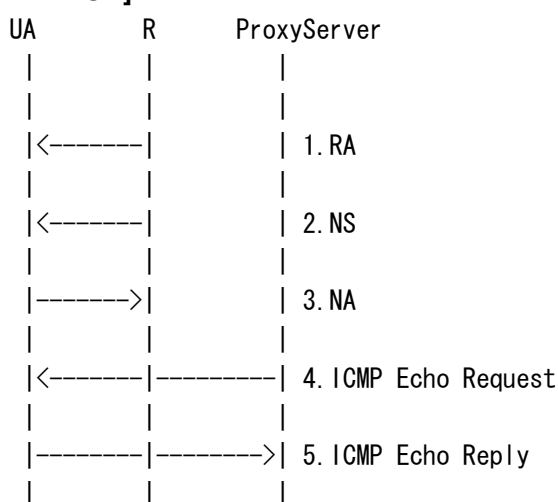 UA R ProxyServer
| | |
| | |
|<-------| | 1.RA
| | |
|<-------| | 2.NS
| | |
|------->| | 3.NA
| | |
|<-------|---------| 4.ICMP Echo Request
| | |
|--------|-------->| 5.ICMP Echo Reply
| | |